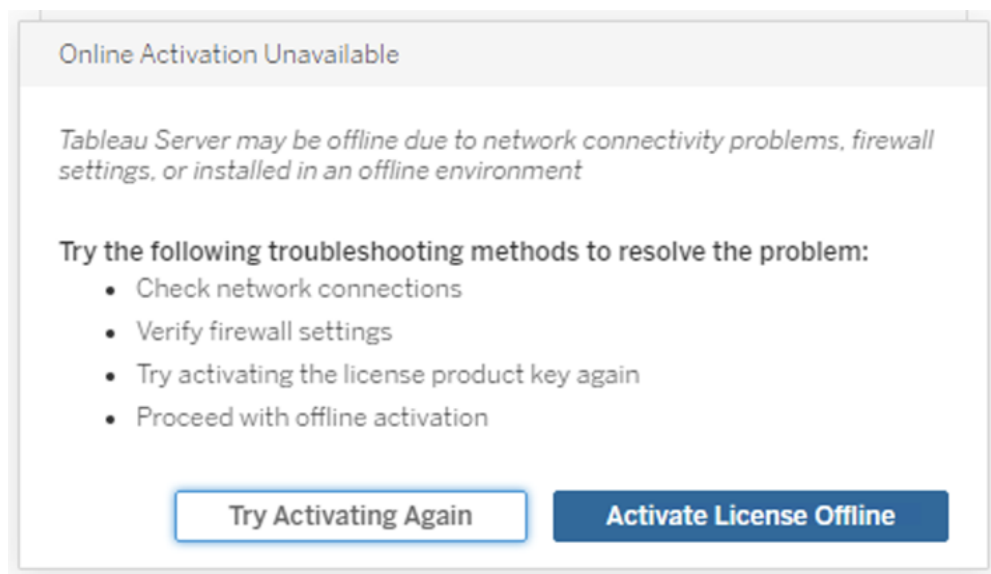 Online Activation Unavailable
Tableau Server may be offline due to network connectivity problems, firewall
settings, or installed in an offline environment
Try the following troubleshooting methods to resolve the problem:
• Check network connections
• Verify firewall settings
• Try activating the license product key again
• Proceed with offline activation
Try Activating Again
Activate License Offline